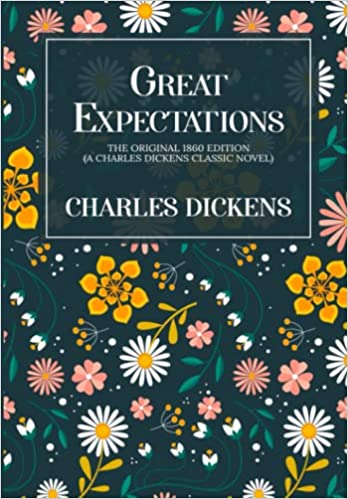 GREAT
EXPECTATIONS
THE ORIGINAL 1860 EDITION
(A CHARLES DICKENS CLASSIC NOVEL)
CHARLES DICKENS